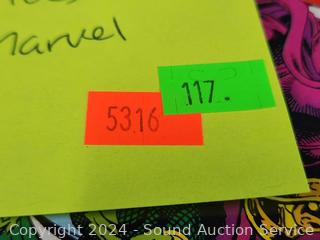 Marvel
117.
5316
Copyright 2024 - Sound Auction Service